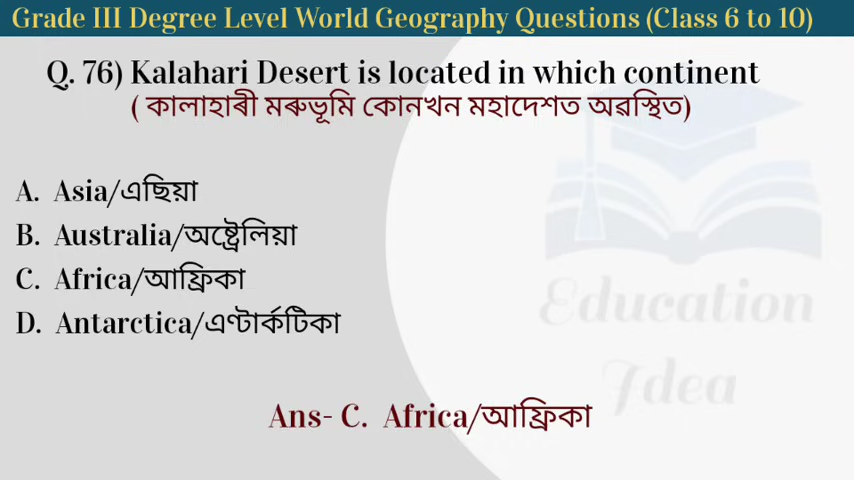 Grade III Degree Level World Geography Questions (Class 6 to 10)
Q. 76) Kalahari Desert is located in which continent
( কালাহাৰী মৰুভূমি কোনখন মহাদেশত অৱস্থিত)
A. Asia/এছিয়া
B. Australia/অষ্ট্ৰেলিয়া
C. Africa/আফ্ৰিকা
D. Antarctica/এণ্টাৰ্কটিকা
Education
Idea
Ans- C. Africa/আফ্ৰিকা